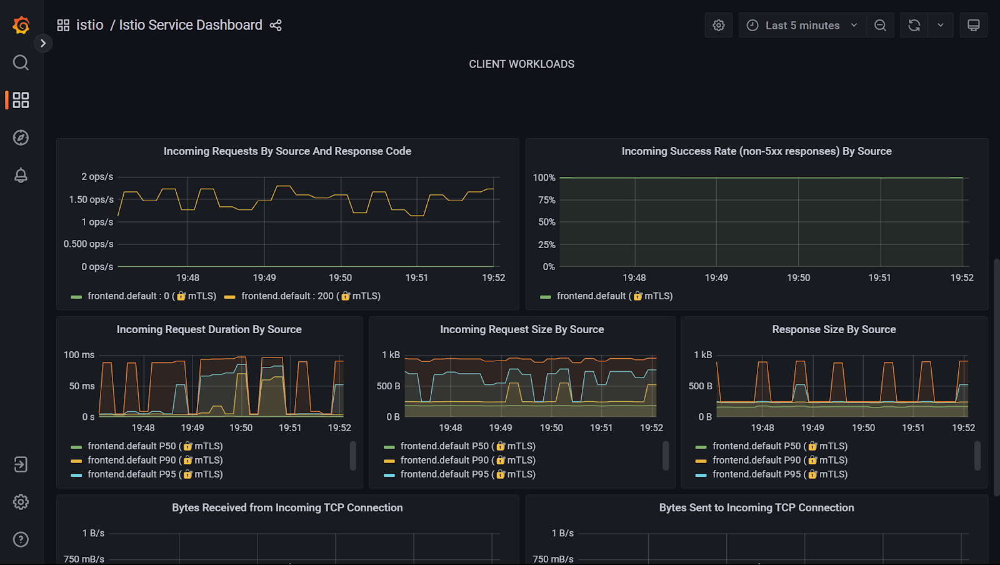 istio / Istio Service Dashboard
Last 5 minutes
CLIENT WORKLOADS
Incoming Requests By Source And Response Code
2 ops/s
1.50 ops/s
1 ops/s
0.500 ops/s
0 ops/s
19:48 19:49 19:50 19:51 19:52
frontend.default : 0 (🔐mTLS) frontend.default : 200 (🔐mTLS)
Incoming Success Rate (non-5xx responses) By Source
100%
75%
50%
25%
0%
19:48 19:49 19:50 19:51 19:52
frontend.default (🔐mTLS)
Incoming Request Duration By Source
100 ms
50 ms
0 s
19:48 19:49 19:50 19:51 19:52
frontend.default P50 (🔐mTLS)
frontend.default P90 (🔐mTLS)
frontend.default P95 (🔐mTLS)
Incoming Request Size By Source
1 kB
500 B
0 B
19:48 19:49 19:50 19:51 19:52
frontend.default P50 (🔐mTLS)
frontend.default P90 (🔐mTLS)
frontend.default P95 (🔐mTLS)
Response Size By Source
1 kB
500 B
0 B
19:48 19:49 19:50 19:51 19:52
frontend.default P50 (🔐mTLS)
frontend.default P90 (🔐mTLS)
frontend.default P95 (🔐mTLS)
Bytes Received from Incoming TCP Connection
1 B/s
750 mB/s
Bytes Sent to Incoming TCP Connection
1 B/s
750 mB/s